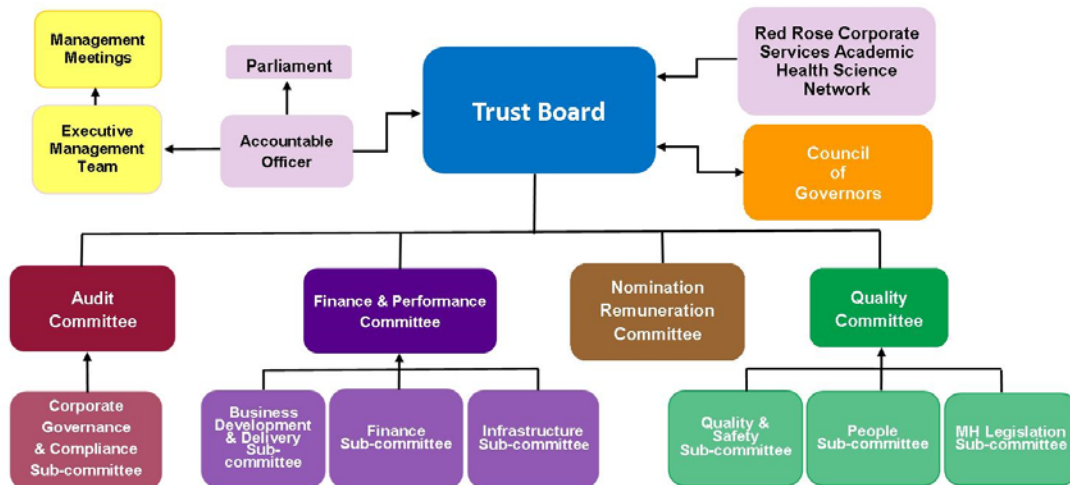 Management
Meetings
Parliament
Red Rose Corporate
Services Academic
Health Science
Network
Trust Board
Executive
Management
Team
Accountable
Officer
Council
of
Governors
Audit
Committee
Finance & Performance
Committee
Nomination
Remuneration
Committee
Quality
Committee
Corporate
Governance
& Compliance
Sub-committee
Business
Development
& Delivery
Sub-
committee
Finance
Sub-committee
Infrastructure
Sub-committee
Quality &
Safety
Sub-committee
People
Sub-committee
MH Legislation
Sub-committee